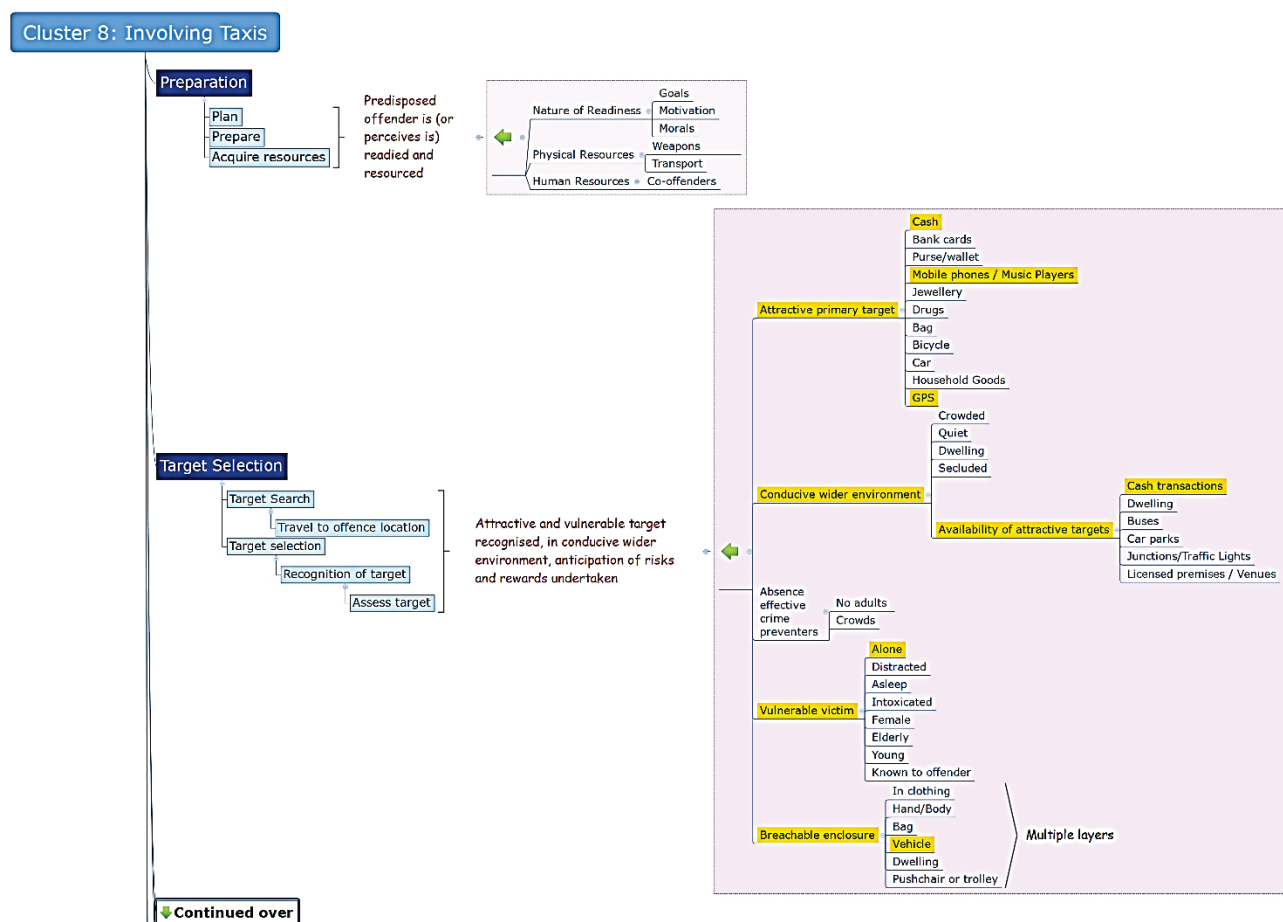 Cluster 8: Involving Taxis
Preparation
Plan
Prepare
Acquire resources
Predisposed
offender is (or
perceives is)
readied and
resourced
Nature of Readiness
Goals
Motivation
Morals
Physical Resources
Weapons
Transport
Human Resources
Co-offenders
Target Selection
Target Search
Travel to offence location
Target selection
Recognition of target
Assess target
Attractive and vulnerable target
recognised, in conducive wider
environment, anticipation of risks
and rewards undertaken
Attractive primary target
Cash
Bank cards
Purse/wallet
Mobile phones / Music Players
Jewellery
Drugs
Bag
Bicycle
Car
Household Goods
GPS
Conducive wider environment
Crowded
Quiet
Dwelling
Secluded
Availability of attractive targets
Cash transactions
Dwelling
Buses
Car parks
Junctions/Traffic Lights
Licensed premises / Venues
Absence
effective
crime
preventers
No adults
Crowds
Vulnerable victim
Alone
Distracted
Asleep
Intoxicated
Female
Elderly
Young
Known to offender
Breachable enclosure
In clothing
Hand/Body
Bag
Vehicle
Dwelling
Pushchair or trolley
Multiple layers
Continued over